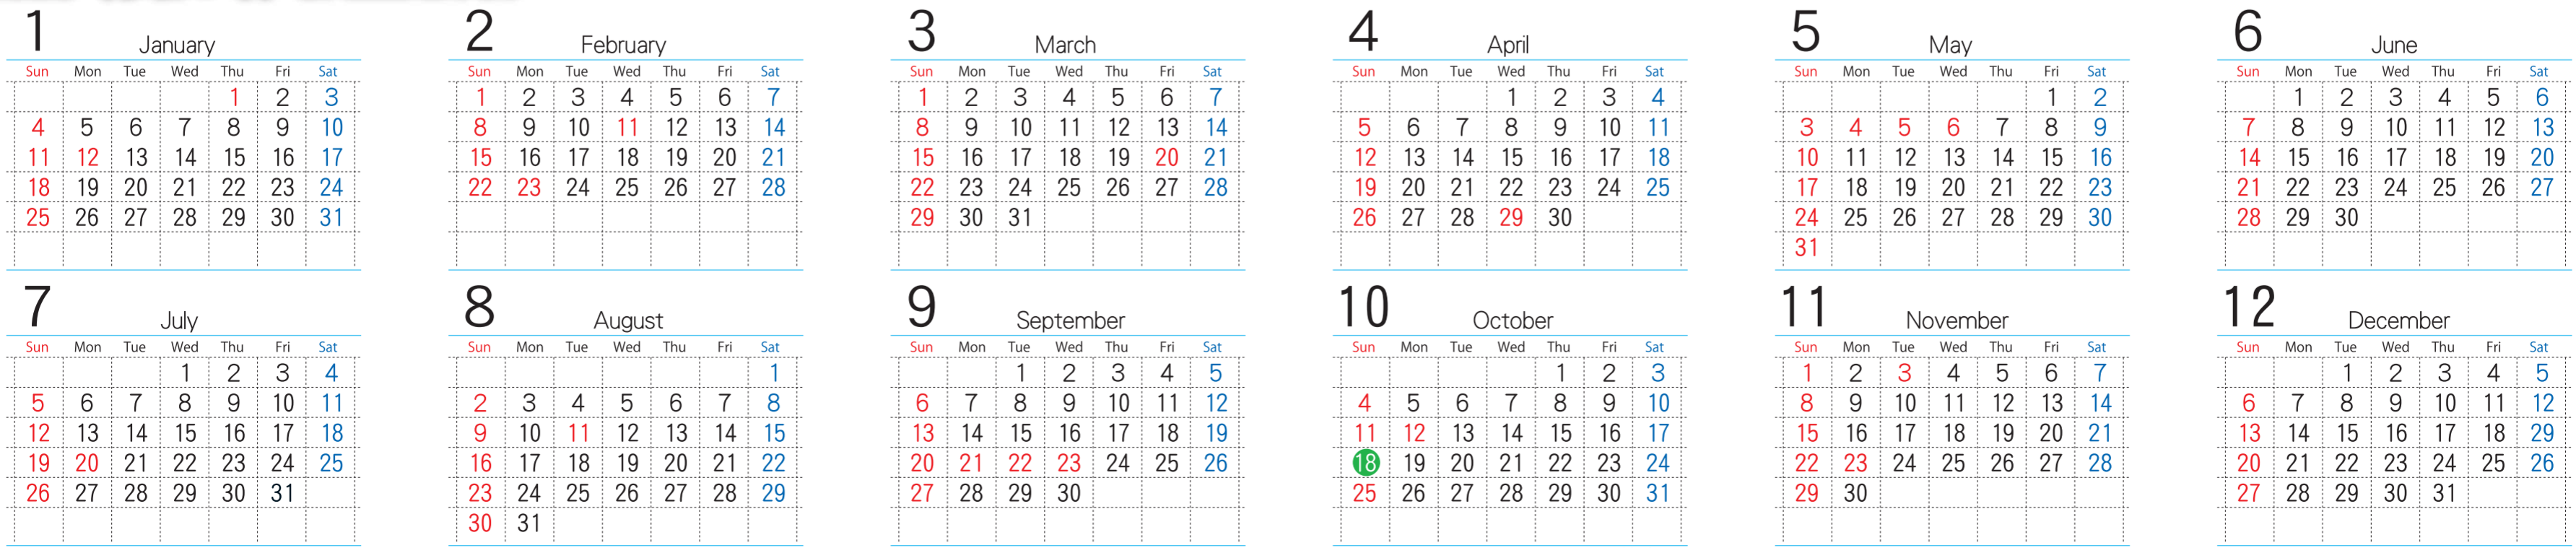 1 January
Sun Mon Tue Wed Thu Fri Sat
1 2 3
4 5 6 7 8 9 10
11 12 13 14 15 16 17
18 19 20 21 22 23 24
25 26 27 28 29 30 31
2 February
Sun Mon Tue Wed Thu Fri Sat
1 2 3 4 5 6 7
8 9 10 11 12 13 14
15 16 17 18 19 20 21
22 23 24 25 26 27 28
3 March
Sun Mon Tue Wed Thu Fri Sat
1 2 3 4 5 6 7
8 9 10 11 12 13 14
15 16 17 18 19 20 21
22 23 24 25 26 27 28
29 30 31
4 April
Sun Mon Tue Wed Thu Fri Sat
1 2 3 4
5 6 7 8 9 10 11
12 13 14 15 16 17 18
19 20 21 22 23 24 25
26 27 28 29 30
5 May
Sun Mon Tue Wed Thu Fri Sat
1 2
3 4 5 6 7 8 9
10 11 12 13 14 15 16
17 18 19 20 21 22 23
24 25 26 27 28 29 30
31
6 June
Sun Mon Tue Wed Thu Fri Sat
1 2 3 4 5 6
7 8 9 10 11 12 13
14 15 16 17 18 19 20
21 22 23 24 25 26 27
28 29 30
7 July
Sun Mon Tue Wed Thu Fri Sat
1 2 3 4
5 6 7 8 9 10 11
12 13 14 15 16 17 18
19 20 21 22 23 24 25
26 27 28 29 30 31
8 August
Sun Mon Tue Wed Thu Fri Sat
1
2 3 4 5 6 7 8
9 10 11 12 13 14 15
16 17 18 19 20 21 22
23 24 25 26 27 28 29
30 31
9 September
Sun Mon Tue Wed Thu Fri Sat
1 2 3 4 5
6 7 8 9 10 11 12
13 14 15 16 17 18 19
20 21 22 23 24 25 26
27 28 29 30
10 October
Sun Mon Tue Wed Thu Fri Sat
1 2 3
4 5 6 7 8 9 10
11 12 13 14 15 16 17
18 19 20 21 22 23 24
25 26 27 28 29 30 31
11 November
Sun Mon Tue Wed Thu Fri Sat
1 2 3 4 5 6 7
8 9 10 11 12 13 14
15 16 17 18 19 20 21
22 23 24 25 26 27 28
29 30
12 December
Sun Mon Tue Wed Thu Fri Sat
1 2 3 4 5
6 7 8 9 10 11 12
13 14 15 16 17 18 29
20 21 22 23 24 25 26
27 28 29 30 31